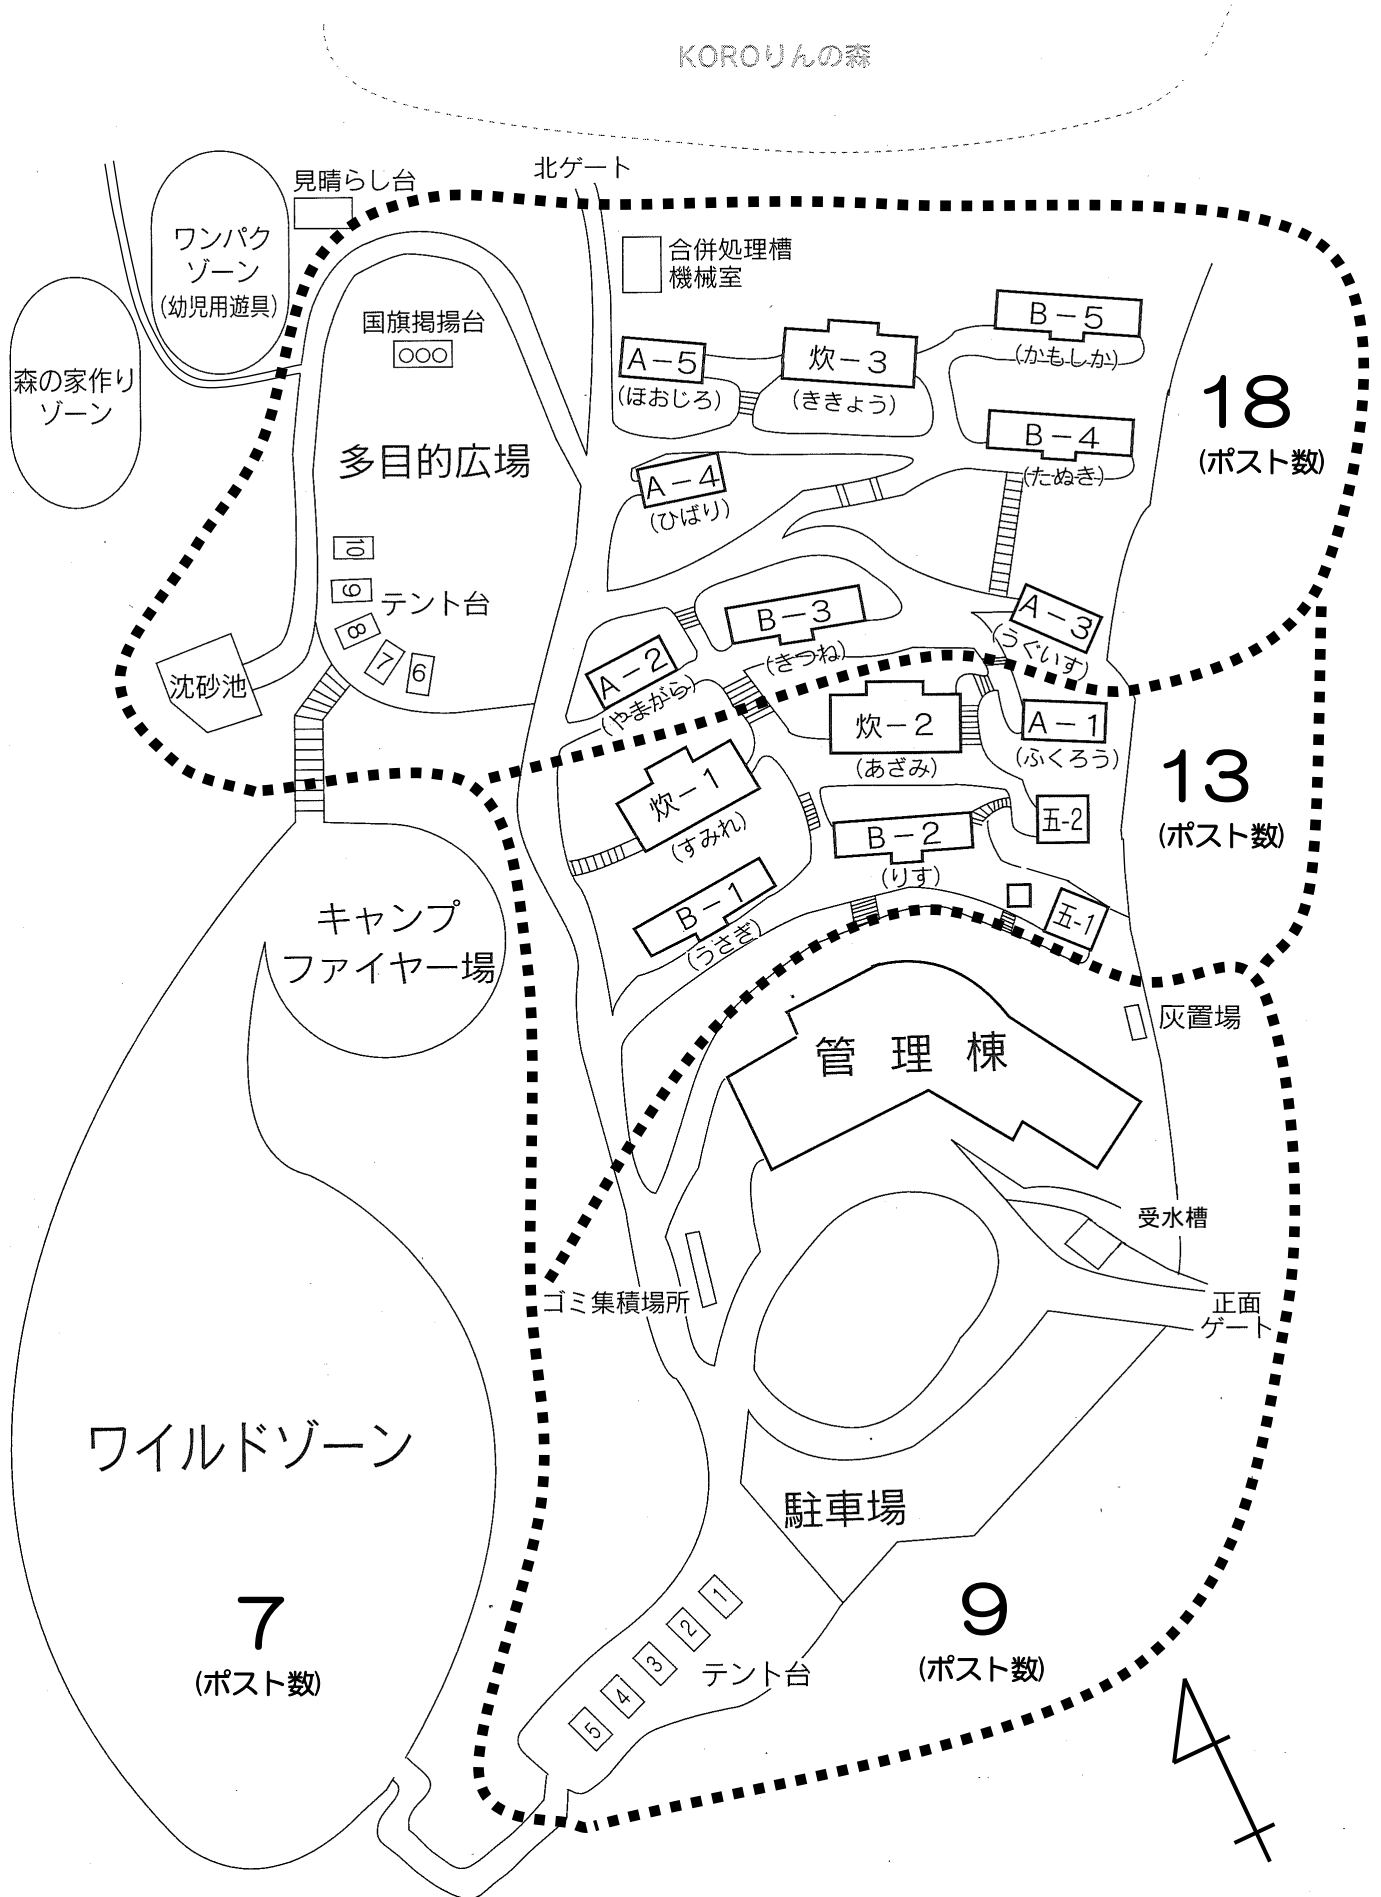 KOROりんの森
北ゲート
見晴らし台
ワンパク
ゾーン
(幼児用遊具)
合併処理槽
機械室
国旗掲揚台
森の家作り
ゾーン
多目的広場
A-5
(ほおじろ)
炊-3
(ききょう)
B-5
(かもしか)
B-4
(たぬき)
18
(ポスト数)
A-4
(ひばり)
10
9
8
7
6
テント台
沈砂池
B-3
(きつね)
A-3
(うぐいす)
A-2
(やまがら)
炊-2
(あざみ)
A-1
(ふくろう)
13
(ポスト数)
炊-1
(すみれ)
B-2
(りす)
五-2
五-1
B-1
(うさぎ)
キャンプ
ファイヤー場
管理棟
灰置場
受水槽
正面
ゲート
ゴミ集積場所
ワイルドゾーン
駐車場
7
(ポスト数)
9
(ポスト数)
1
2
3
4
5
テント台